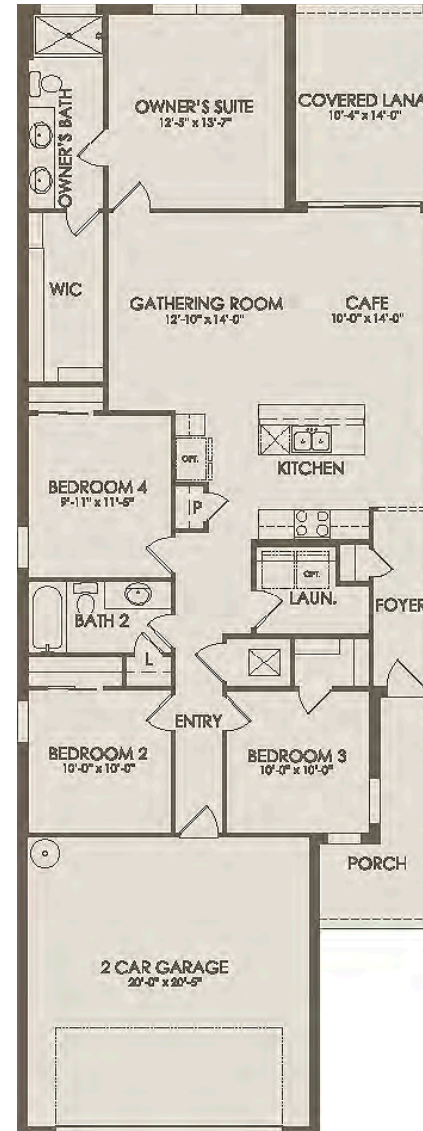 OWNER'S BATH
OWNER'S SUITE
12'-5" x 13'-7"
COVERED LANA
10'-4" x 14'-0"
WIC
GATHERING ROOM
12'-10" x 14'-0"
CAFE
10'-0" x 14'-0"
OPT.
KITCHEN
BEDROOM 4
9'-11" x 11'-5"
P
OPT.
LAUN.
FOYER
BATH 2
L
ENTRY
BEDROOM 2
10'-0" x 10'-0"
BEDROOM 3
10'-0" x 10'-0"
PORCH
2 CAR GARAGE
20'-0" x 20'-5"